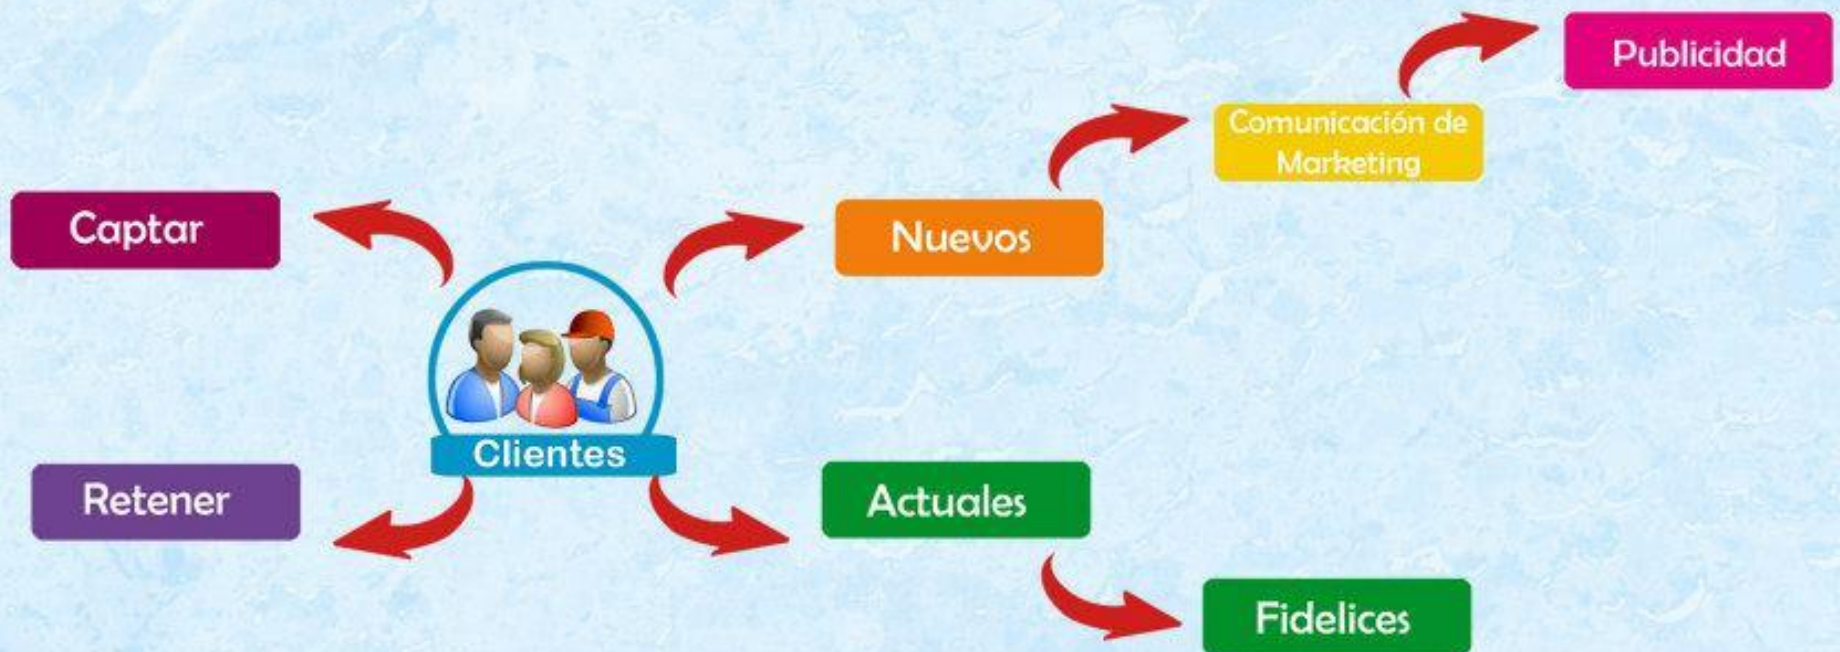 Publicidad
Comunicación de
Marketing
Captar
Nuevos
Clientes
Retener
Actuales
Fidelices